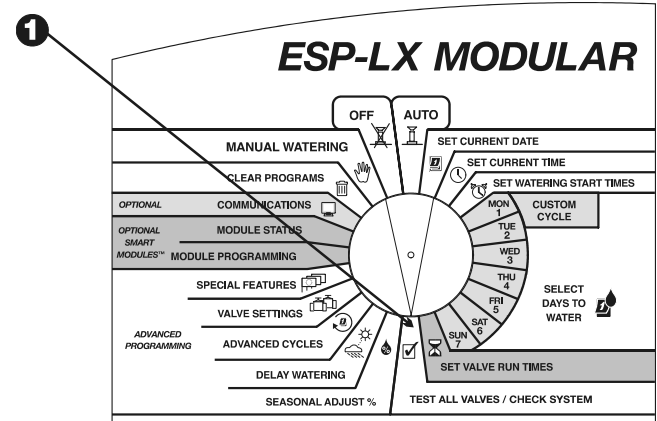 1
ESP-LX MODULAR
OFF
AUTO
MANUAL WATERING
CLEAR PROGRAMS
OPTIONAL
COMMUNICATIONS
OPTIONAL
SMART
MODULES™
MODULE STATUS
MODULE PROGRAMMING
SPECIAL FEATURES
VALVE SETTINGS
ADVANCED
PROGRAMMING
ADVANCED CYCLES
DELAY WATERING
SEASONAL ADJUST %
SET CURRENT DATE
SET CURRENT TIME
SET WATERING START TIMES
CUSTOM
CYCLE
MON
1
TUE
2
WED
3
THU
4
FRI
5
SAT
6
SUN
7
SELECT
DAYS TO
WATER
SET VALVE RUN TIMES
TEST ALL VALVES / CHECK SYSTEM